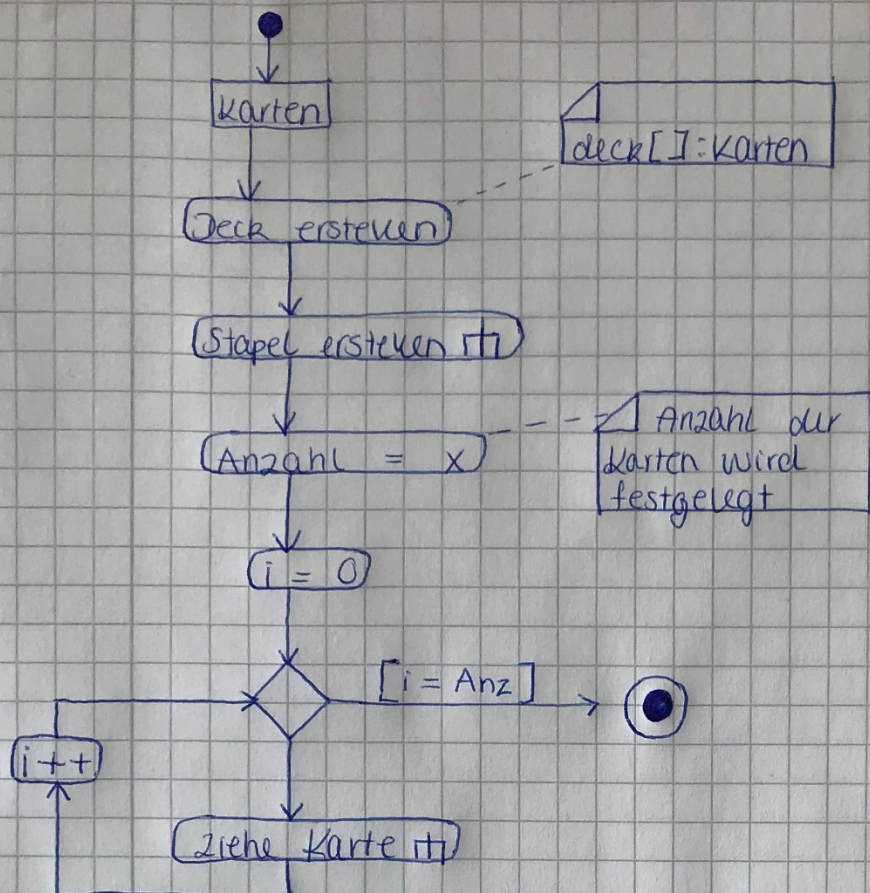 Karten
deck[]:Karten
Deck erstellen
Stapel erstellen
Anzahl = x
Anzahl der
Karten wird
festgelegt
i = 0
[i = Anz]
i++
Ziehe Karte